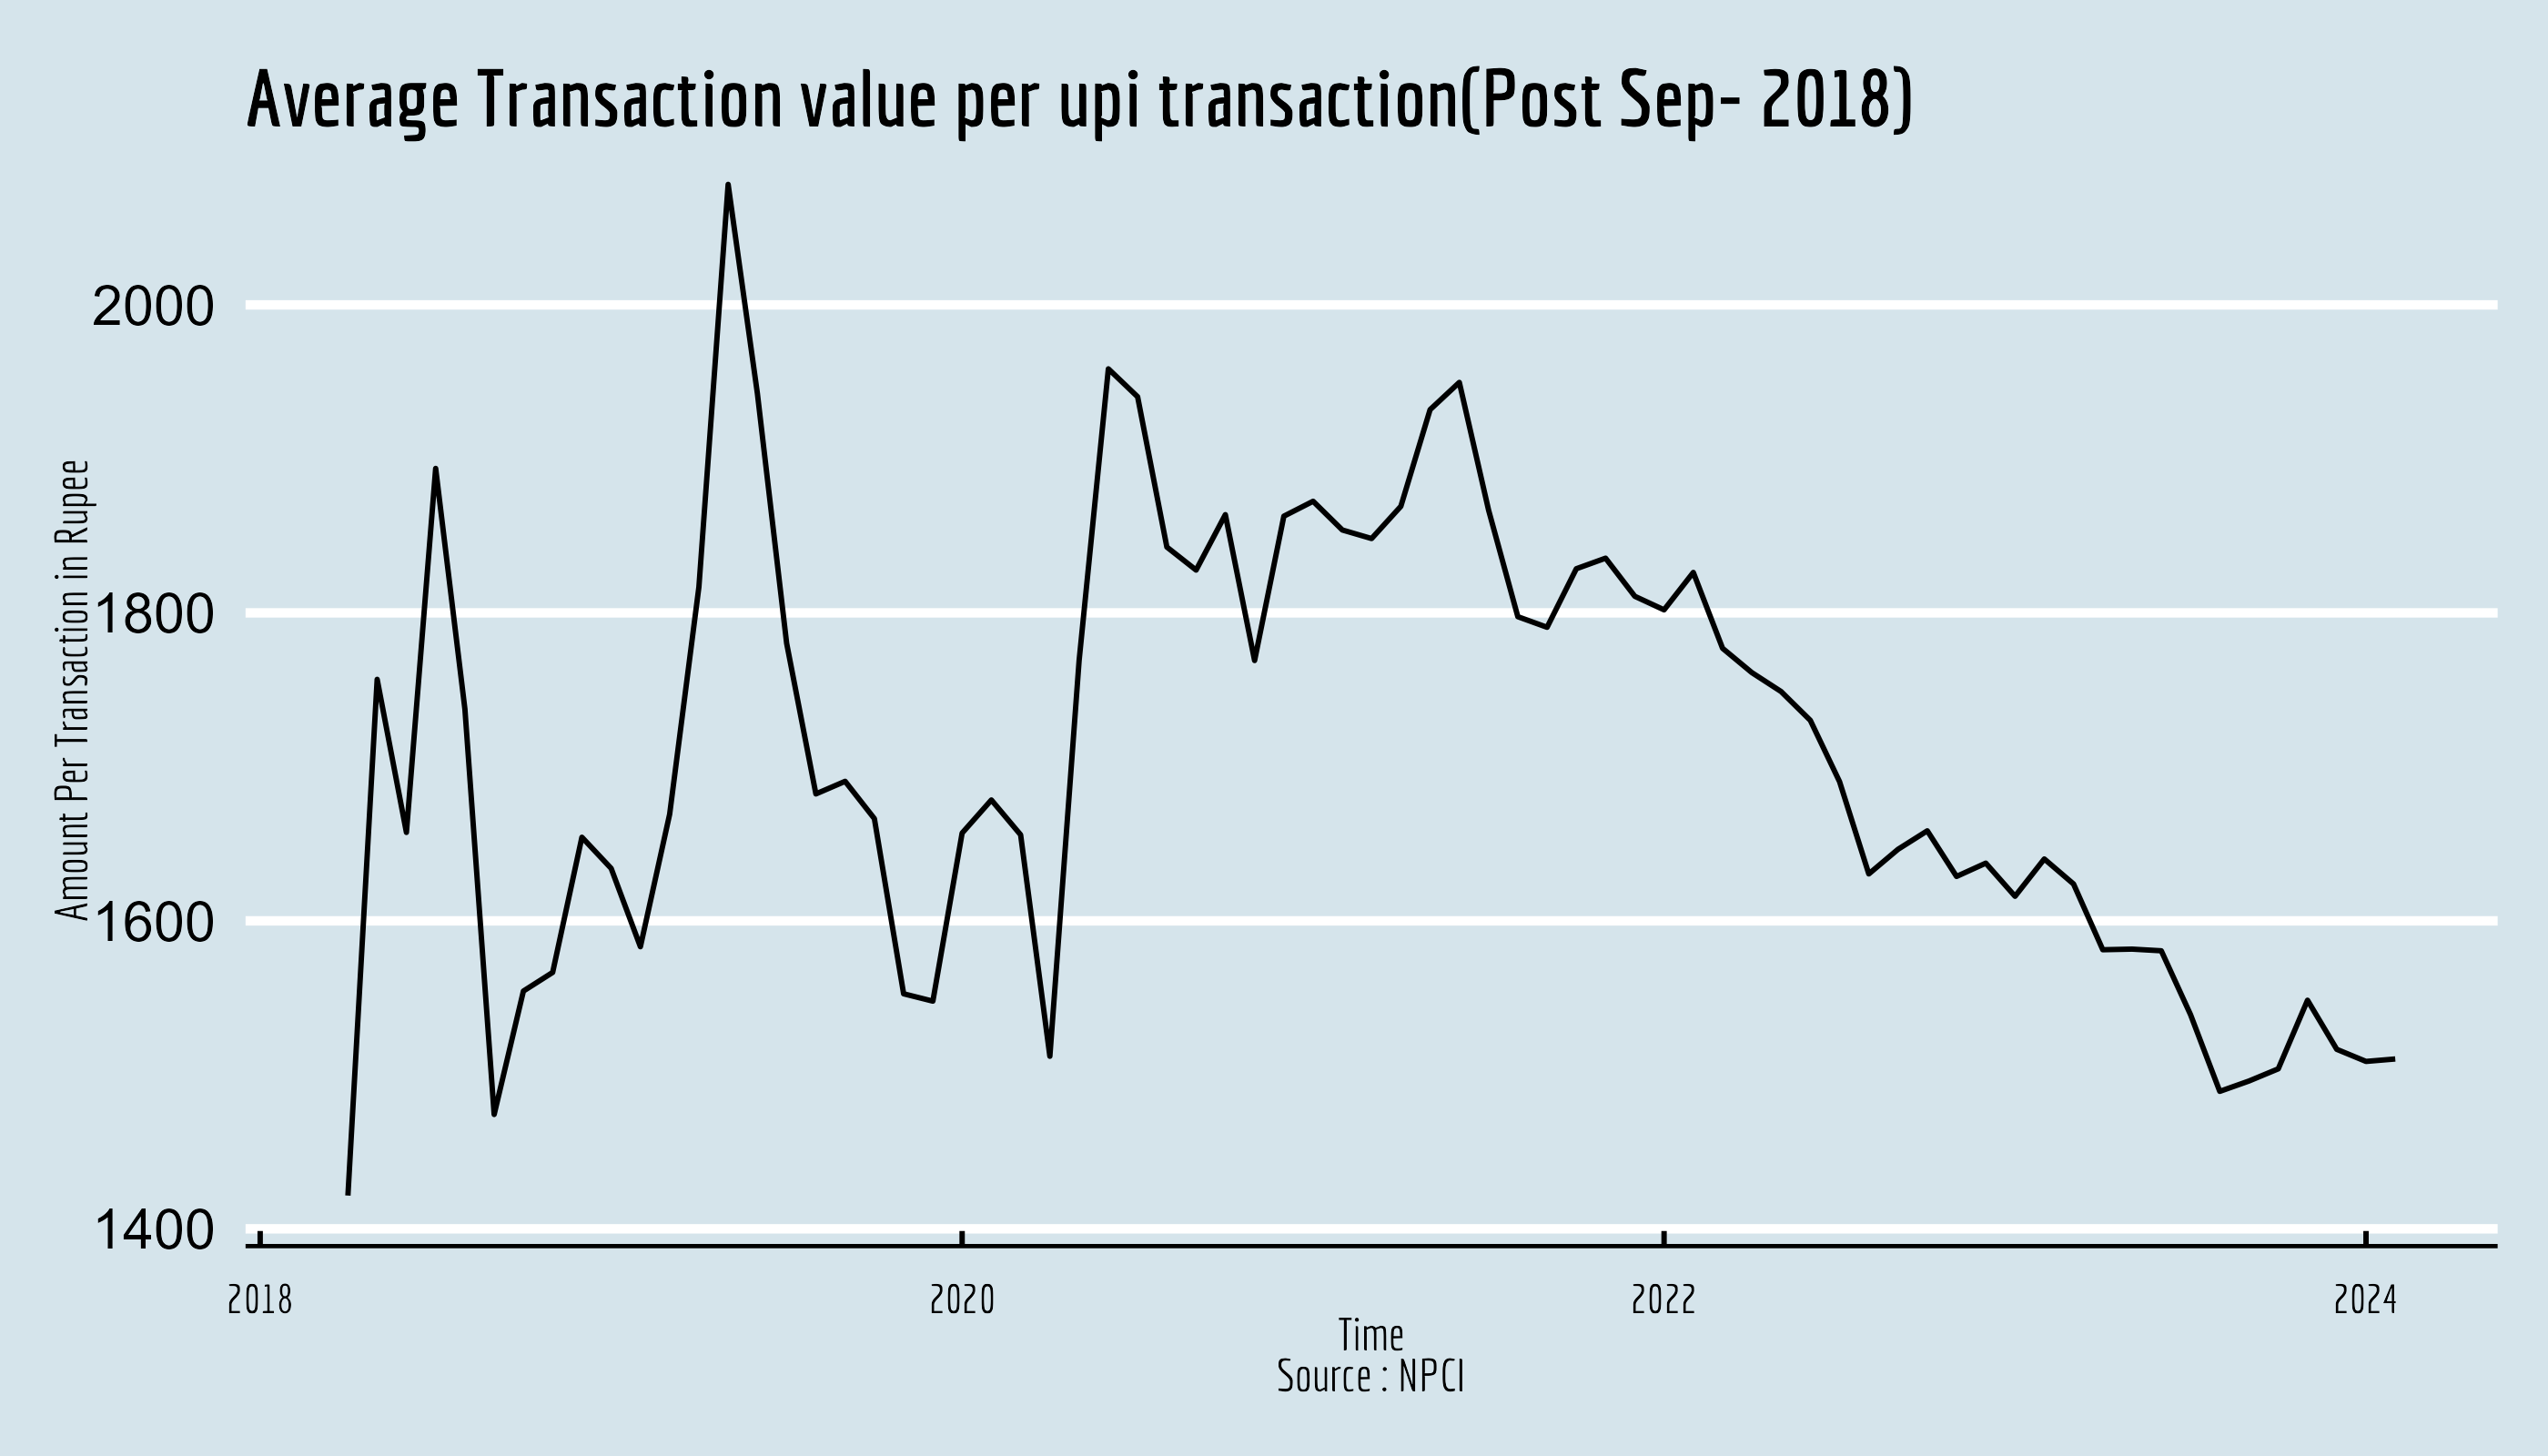 Average Transaction value per upi transaction(Post Sep- 2018)
Amount Per Transaction in Rupee
2000
1800
1600
1400
2018
2020
2022
2024
Time
Source : NPCI